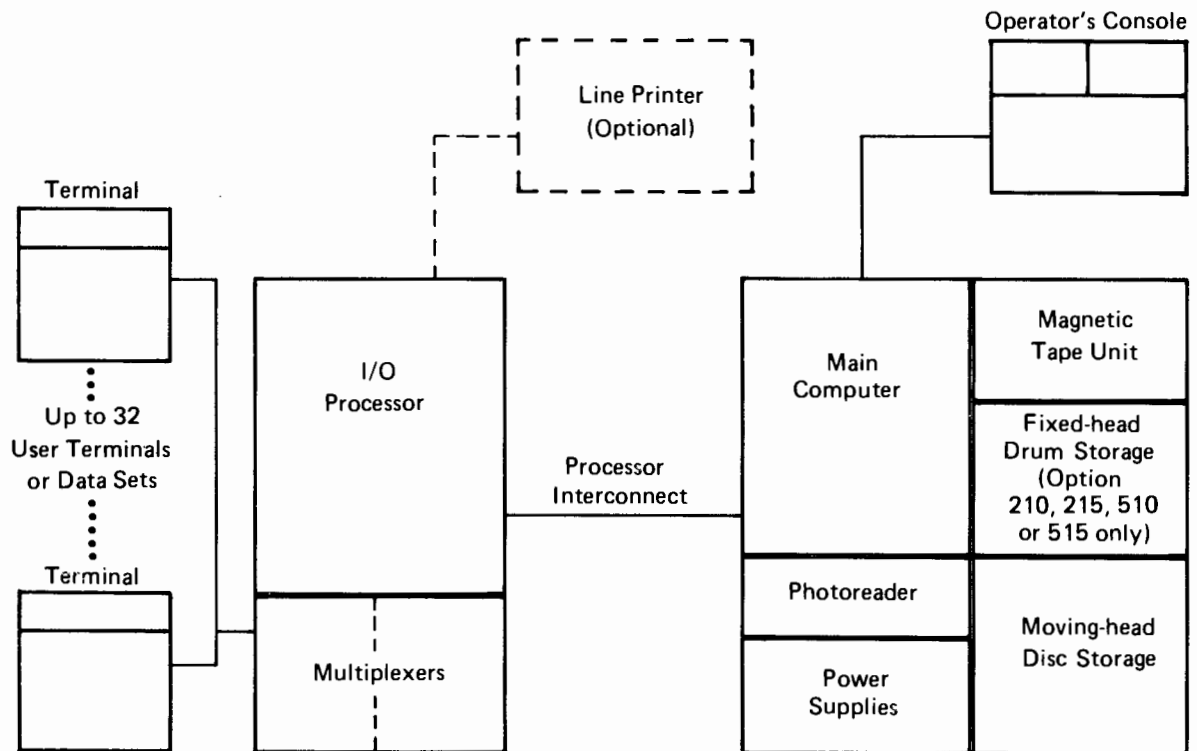 Operator's Console
Line Printer
(Optional)
Terminal
Up to 32
User Terminals
or Data Sets
Terminal
I/O
Processor
Multiplexers
Processor
Interconnect
Main
Computer
Photoreader
Power
Supplies
Magnetic
Tape Unit
Fixed-head
Drum Storage
(Option
210, 215, 510
or 515 only)
Moving-head
Disc Storage